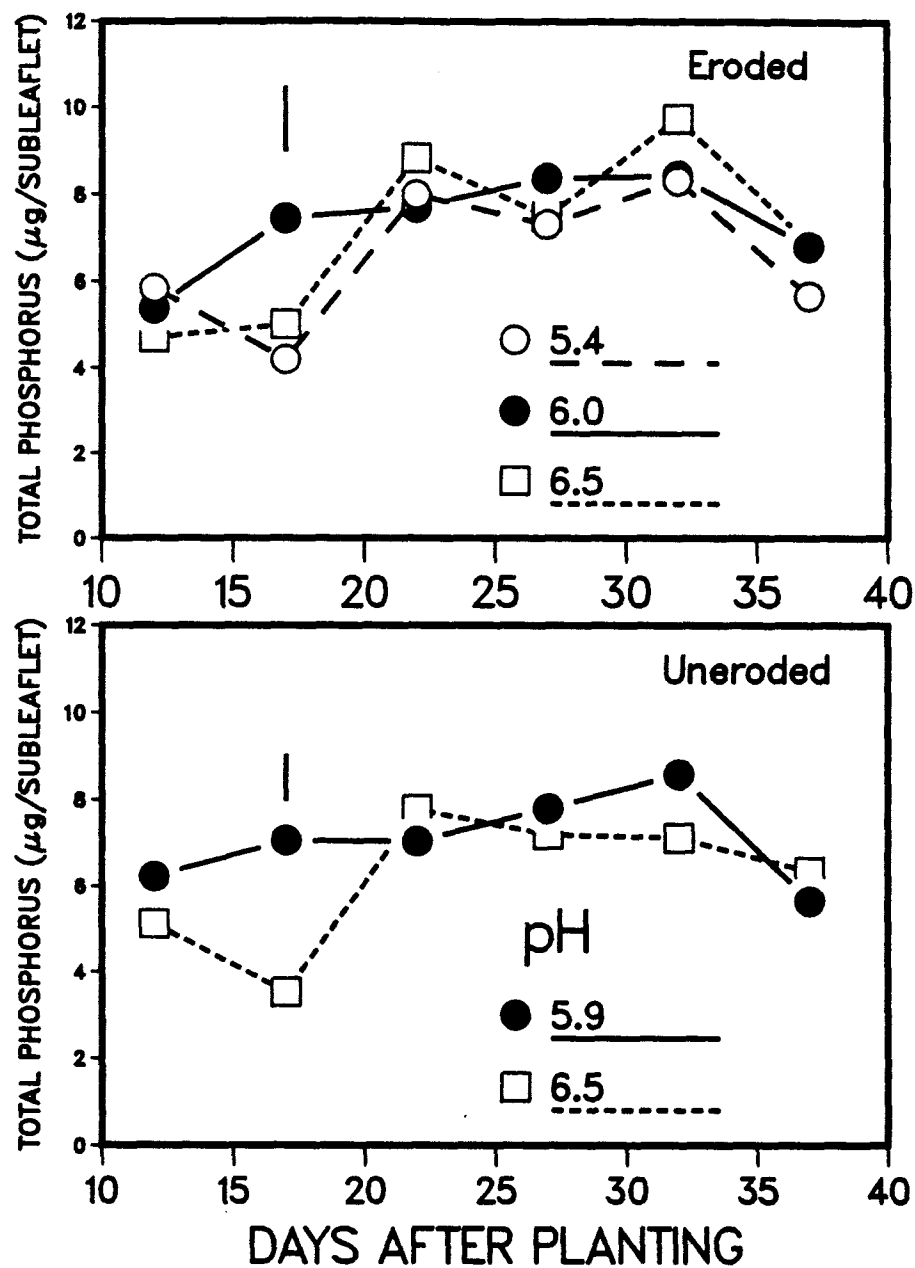 TOTAL PHOSPHORUS (μg/SUBLEAFLET)
12
10
8
6
4
2
0
Eroded
5.4
6.0
6.5
10 15 20 25 30 35 40
TOTAL PHOSPHORUS (μg/SUBLEAFLET)
12
10
8
6
4
2
0
Uneroded
pH
5.9
6.5
10 15 20 25 30 35 40
DAYS AFTER PLANTING